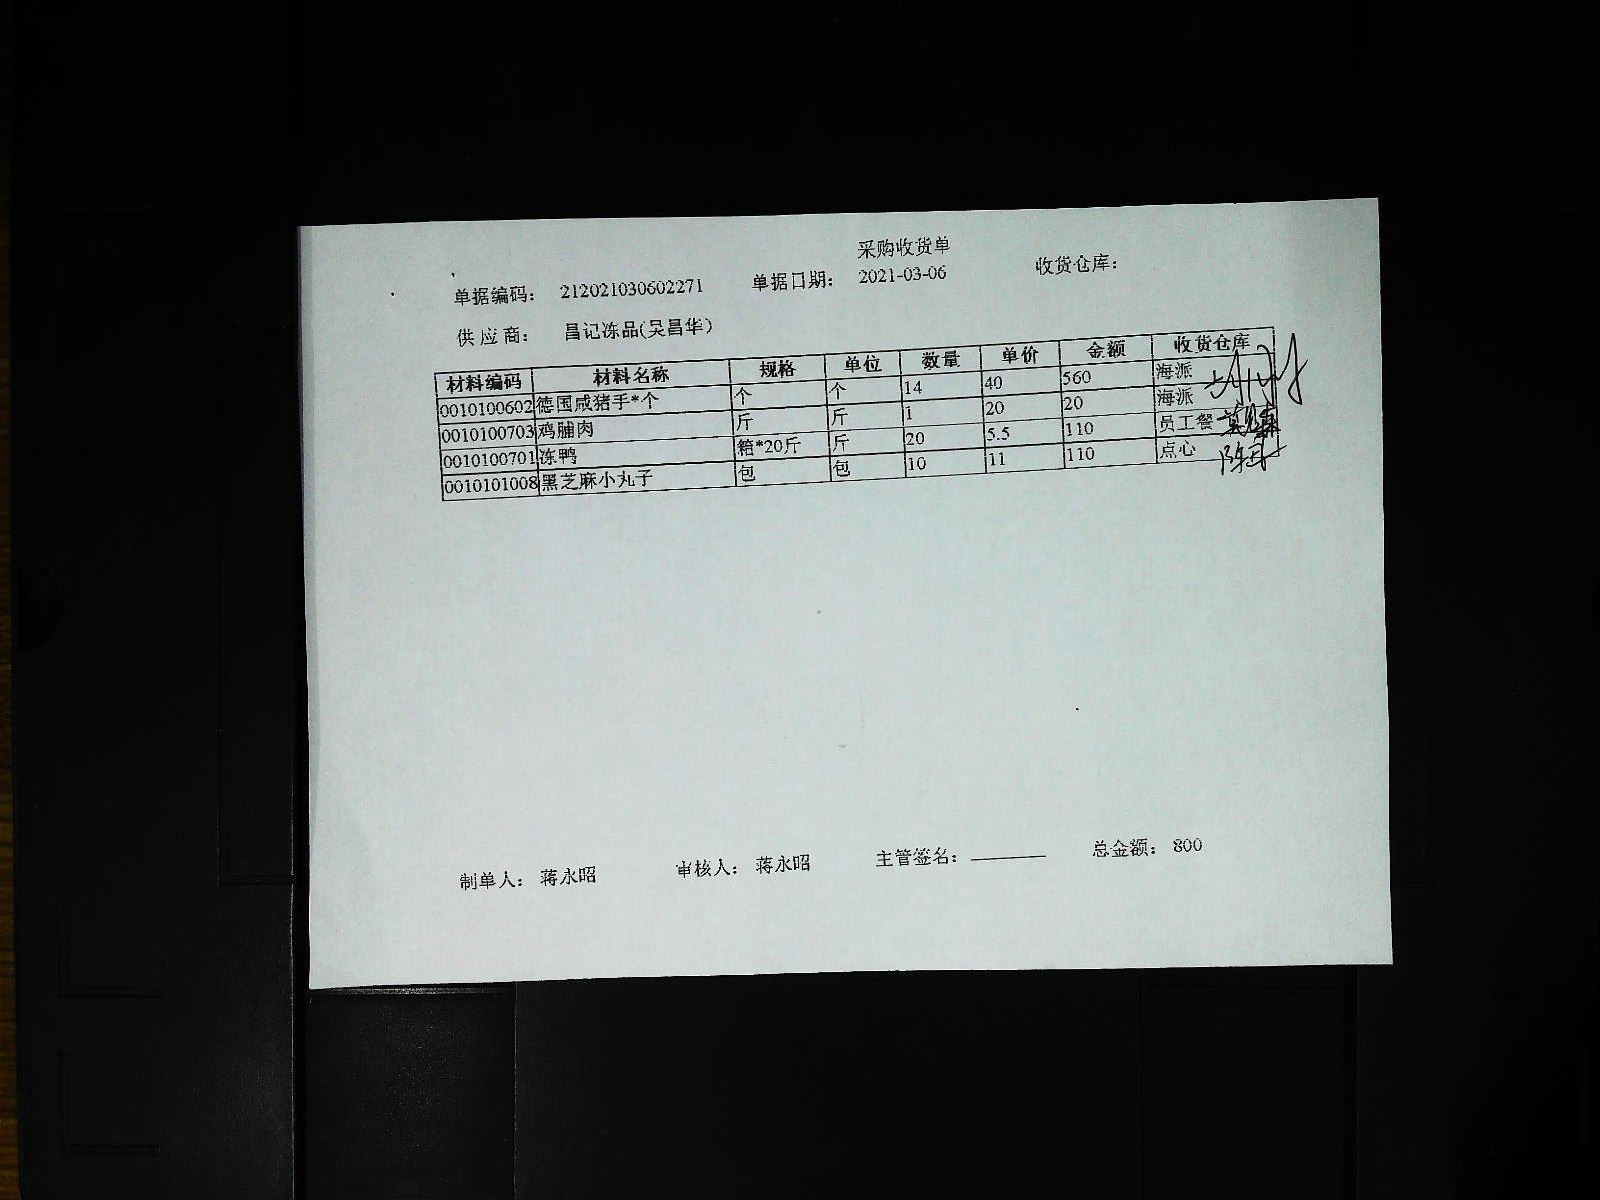 采购收货单
单据编码： 212021030602271 单据日期： 2021-03-06 收货仓库：
供应商： 昌记冻品(吴昌华)
材料编码 材料名称 规格 单位 数量 单价 金额 收货仓库
0010100602 德国咸猪手*个 个 个 14 40 560 海派
0010100703 鸡脯肉 斤 斤 1 20 20 海派
0010100701 冻鸭 箱*20斤 斤 20 5.5 110 员工餐
0010101008 黑芝麻小丸子 包 包 10 11 110 点心
制单人： 蒋永昭 审核人： 蒋永昭 主管签名： 总金额： 800